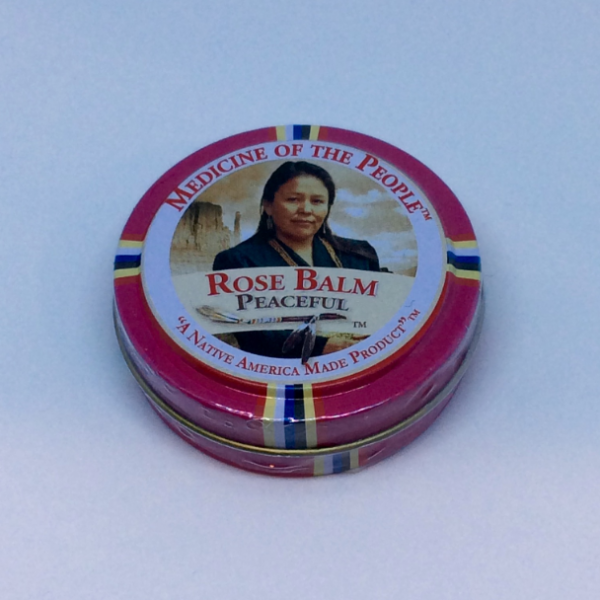 MEDICINE OF THE PEOPLE™
ROSE BALM
PEACEFUL
™
"A NATIVE AMERICA MADE PRODUCT"™